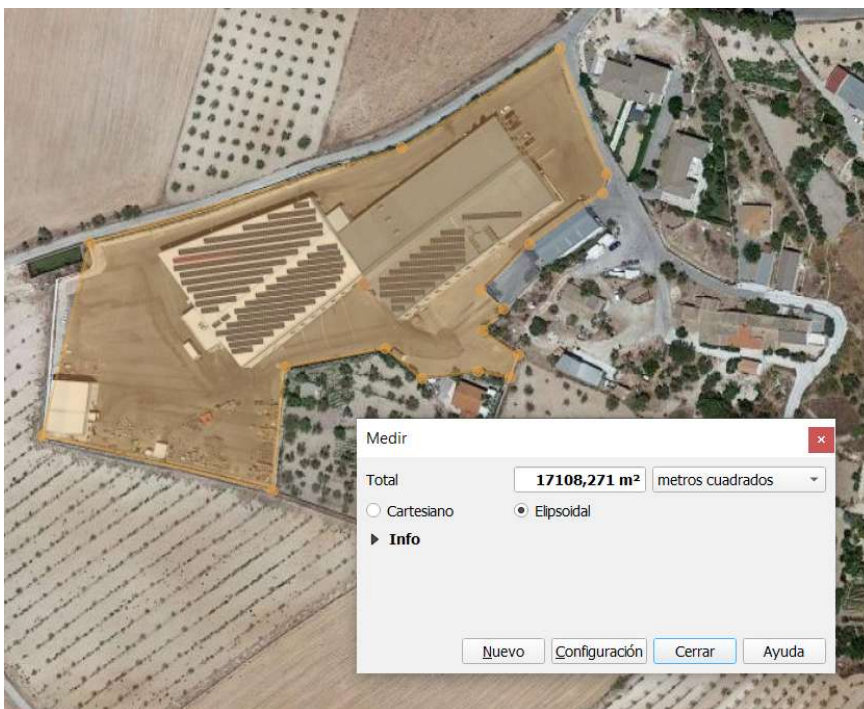 Medir
Total 17108,271 m² metros cuadrados
Cartesiano Elipsoidal
Info
Nuevo Configuración Cerrar Ayuda